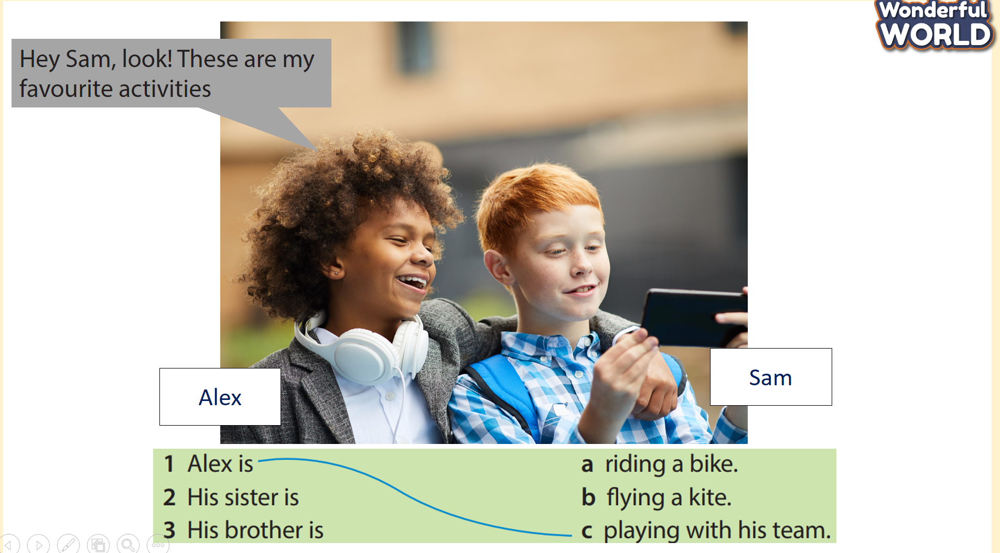 Wonderful
WORLD
Hey Sam, look! These are my
favourite activities
Alex
Sam
1 Alex is
2 His sister is
3 His brother is
a riding a bike.
b flying a kite.
c playing with his team.